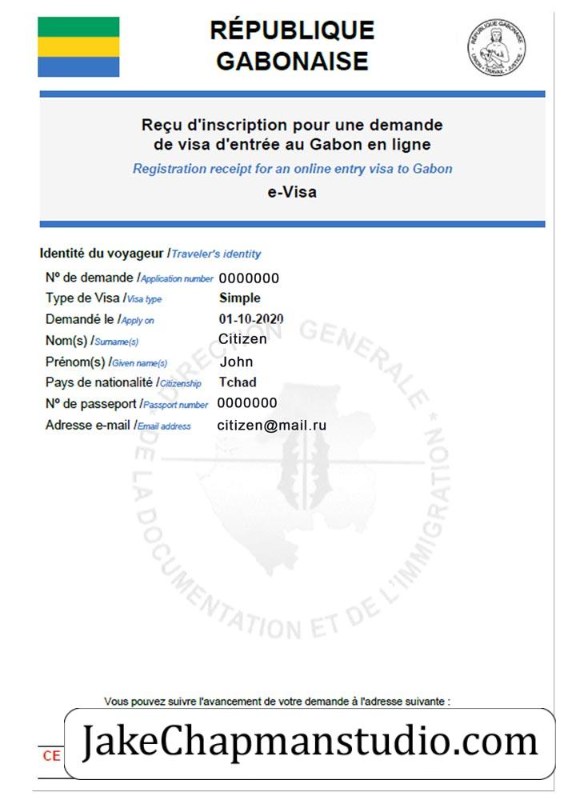 RÉPUBLIQUE
GABONAISE
RÉPUBLIQUE GABONAISE
UNION • TRAVAIL • JUSTICE
Reçu d'inscription pour une demande
de visa d'entrée au Gabon en ligne
Registration receipt for an online entry visa to Gabon
e-Visa
Identité du voyageur /Traveler's identity
Nº de demande /Application number 0000000
Type de Visa /Visa type Simple
Demandé le /Apply on 01-10-2020
Nom(s) /Surname(s) Citizen
Prénom(s) /Given name(s) John
Pays de nationalité /Citizenship Tchad
Nº de passeport /Passport number 0000000
Adresse e-mail /Email address citizen@mail.ru
DIRECTION GENERALE
DE LA DOCUMENTATION ET DE L'IMMIGRATION
Vous pouvez suivre l'avancement de votre demande à l'adresse suivante :
CE
JakeChapmanstudio.com